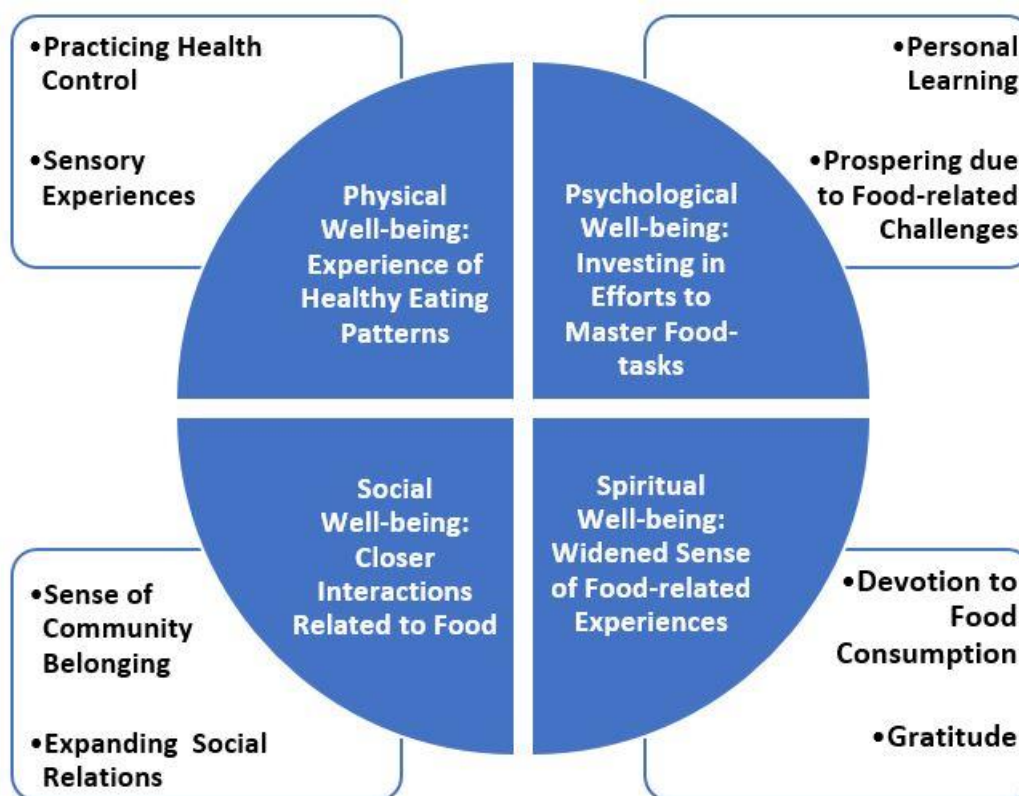 •Practicing Health
Control
•Sensory
Experiences
Physical
Well-being:
Experience of
Healthy Eating
Patterns
•Personal
Learning
•Prospering due
to Food-related
Challenges
Psychological
Well-being:
Investing in
Efforts to
Master Food-
tasks
Social
Well-being:
Closer
Interactions
Related to Food
•Sense of
Community
Belonging
•Expanding Social
Relations
Spiritual
Well-being:
Widened Sense
of Food-related
Experiences
•Devotion to
Food
Consumption
•Gratitude